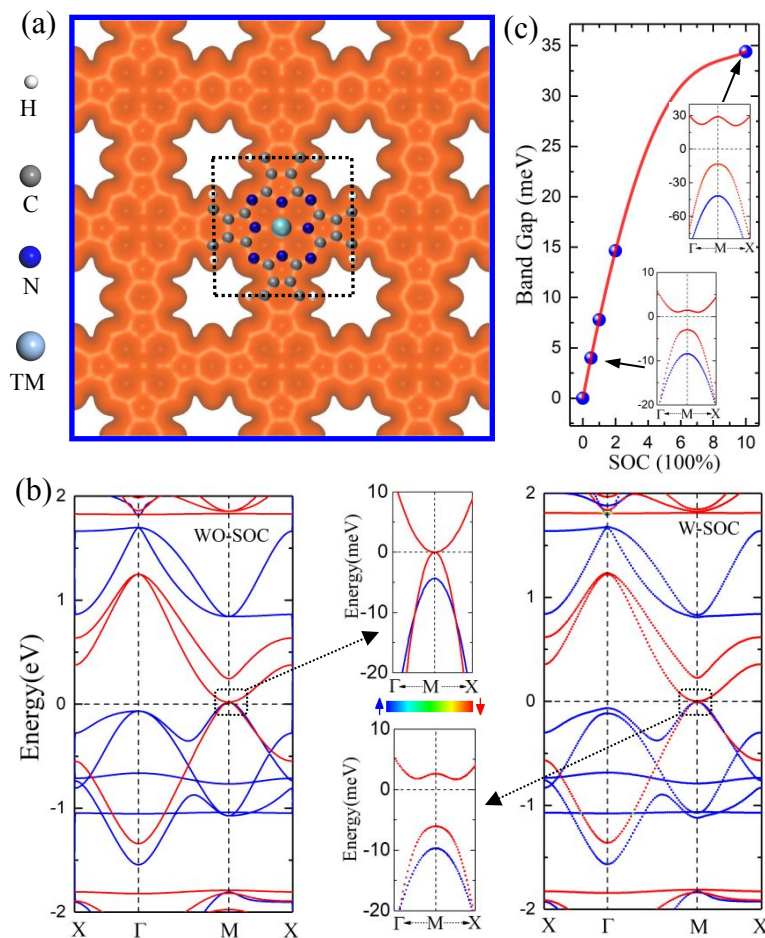 (a)
H
C
N
TM
(c)
Band Gap (meV)
35
30
25
20
15
10
5
0
0 2 4 6 8 10
SOC (100%)
30
0
-30
-60
Γ M X
10
0
-10
-20
Γ M X
(b)
Energy(eV)
2
1
0
-1
-2
WO-SOC
X Γ M X
Energy(meV)
10
0
-10
-20
Γ M X
Energy(meV)
10
0
-10
-20
Γ M X
2
1
0
-1
-2
W-SOC
X Γ M X